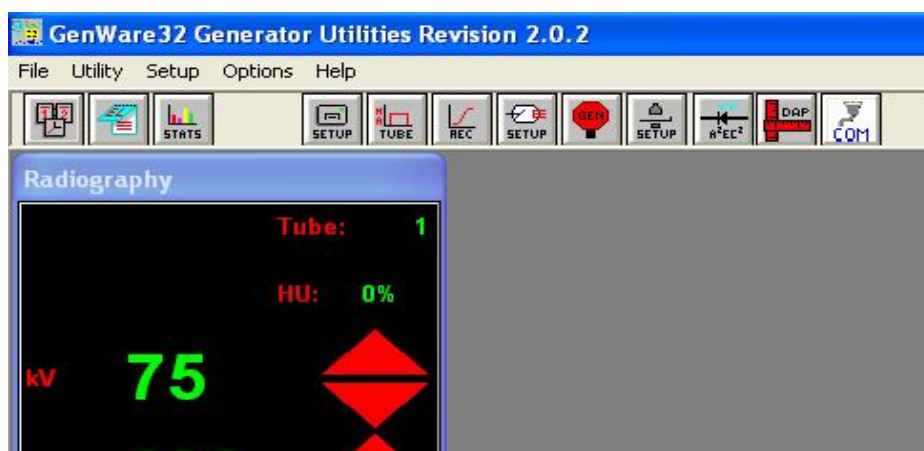 GenWare32 Generator Utilities Revision 2.0.2
File Utility Setup Options Help
STATS SETUP MA TUBE REC SETUP GEN SETUP A²EC² DAP COM
Radiography
Tube: 1
HU: 0%
kV 75